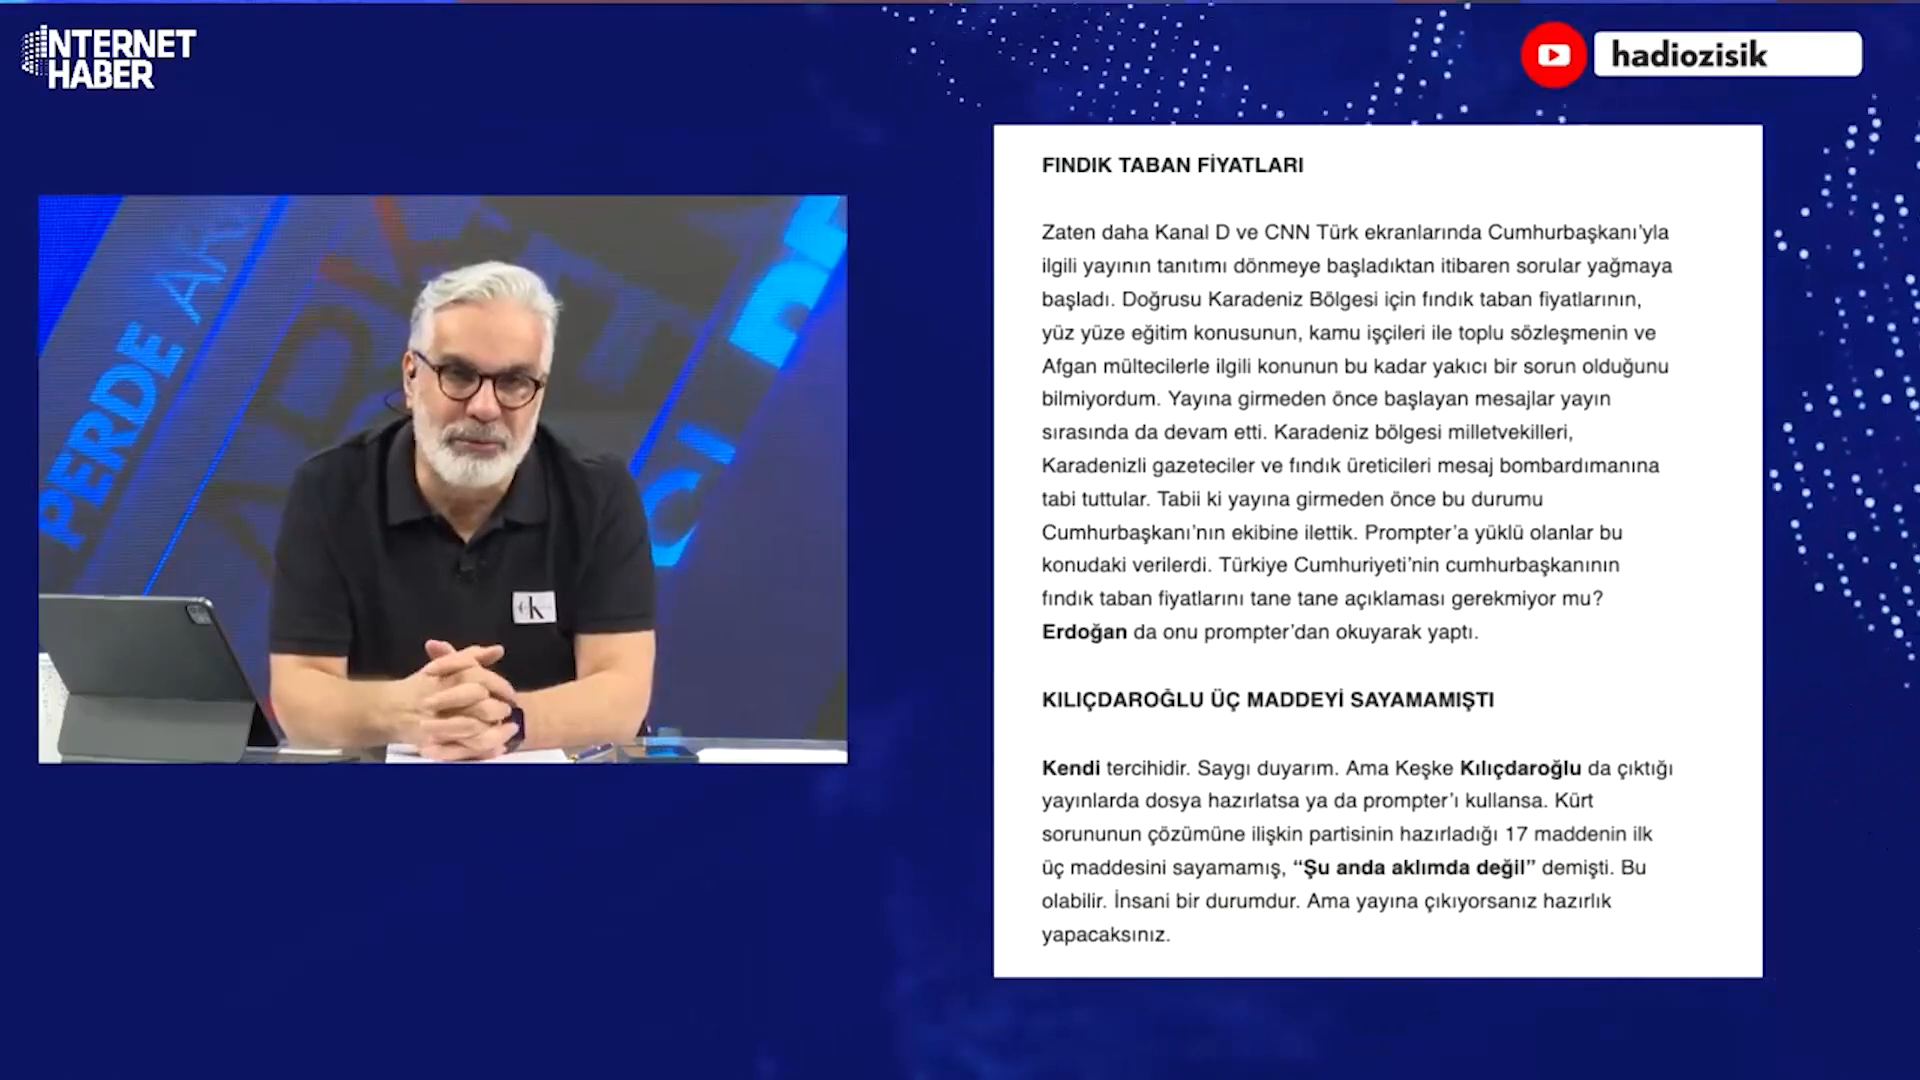 İNTERNET
HABER
hadiozisik
PERDE
k
FINDIK TABAN FİYATLARI
Zaten daha Kanal D ve CNN Türk ekranlarında Cumhurbaşkanı’yla
ilgili yayının tanıtımı dönmeye başladıktan itibaren sorular yağmaya
başladı. Doğrusu Karadeniz Bölgesi için fındık taban fiyatlarının,
yüz yüze eğitim konusunun, kamu işçileri ile toplu sözleşmenin ve
Afgan mültecilerle ilgili konunun bu kadar yakıcı bir sorun olduğunu
bilmiyordum. Yayına girmeden önce başlayan mesajlar yayın
sırasında da devam etti. Karadeniz bölgesi milletvekilleri,
Karadenizli gazeteciler ve fındık üreticileri mesaj bombardımanına
tabi tuttular. Tabii ki yayına girmeden önce bu durumu
Cumhurbaşkanı’nın ekibine ilettik. Prompter’a yüklü olanlar bu
konudaki verilerdi. Türkiye Cumhuriyeti’nin cumhurbaşkanının
fındık taban fiyatlarını tane tane açıklaması gerekmiyor mu?
Erdoğan da onu prompter’dan okuyarak yaptı.
KILIÇDAROĞLU ÜÇ MADDEYİ SAYAMAMIŞTI
Kendi tercihidir. Saygı duyarım. Ama Keşke Kılıçdaroğlu da çıktığı
yayınlarda dosya hazırlatsa ya da prompter’ı kullansa. Kürt
sorununun çözümüne ilişkin partisinin hazırladığı 17 maddenin ilk
üç maddesini sayamamış, “Şu anda aklımda değil” demişti. Bu
olabilir. İnsani bir durumdur. Ama yayına çıkıyorsanız hazırlık
yapacaksınız.